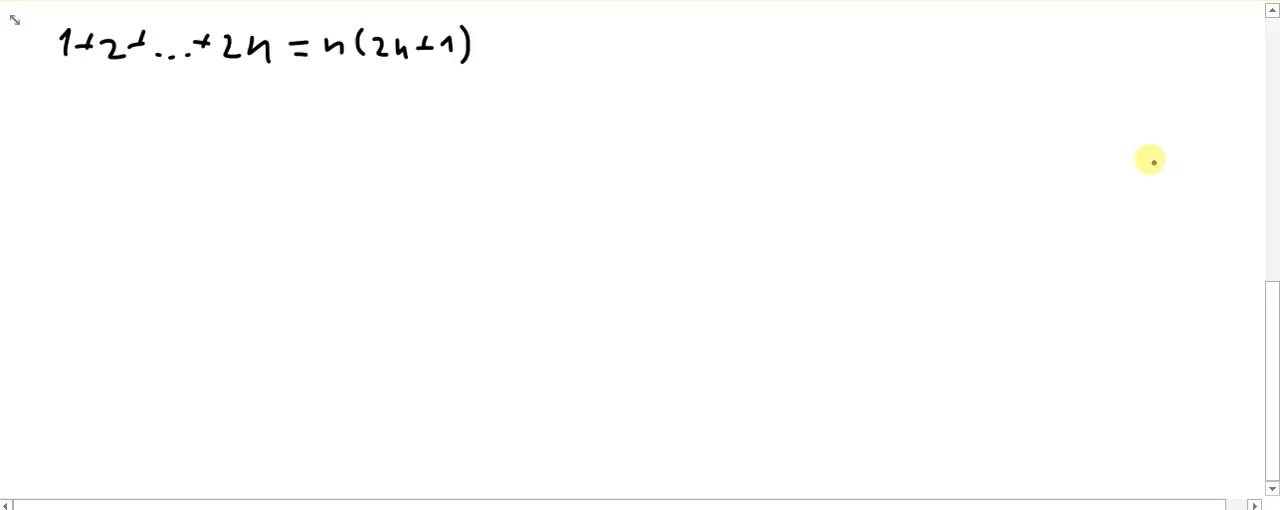 1+2+...+2n = n(2n+1)